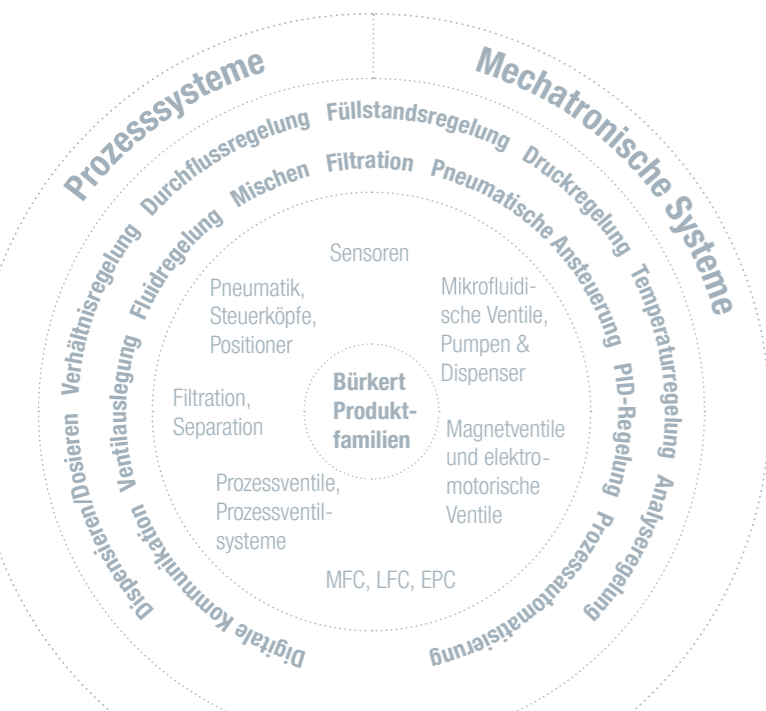 Prozesssysteme
Mechatronische Systeme
Dispensieren/Dosieren Verhältnisregelung Durchflussregelung Füllstandsregelung Druckregelung Temperaturregelung Analyseregelung
Digitale Kommunikation Ventilauslegung Fluidregelung Mischen Filtration Pneumatische Ansteuerung PID-Regelung Prozessautomatisierung
Sensoren
Pneumatik,
Steuerköpfe,
Positioner
Mikrofluidi-
sche Ventile,
Pumpen &
Dispenser
Bürkert
Produkt-
familien
Filtration,
Separation
Magnetventile
und elektro-
motorische
Ventile
Prozessventile,
Prozessventil-
systeme
MFC, LFC, EPC